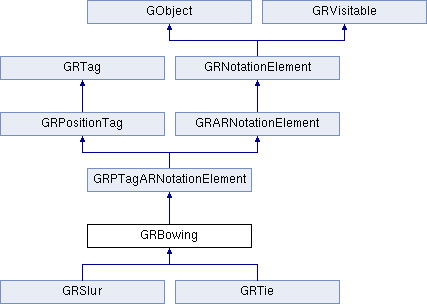 GObject
GRVisitable
GRTag
GRNotationElement
GRPositionTag
GRARNotationElement
GRPTagARNotationElement
GRBowing
GRSlur
GRTie